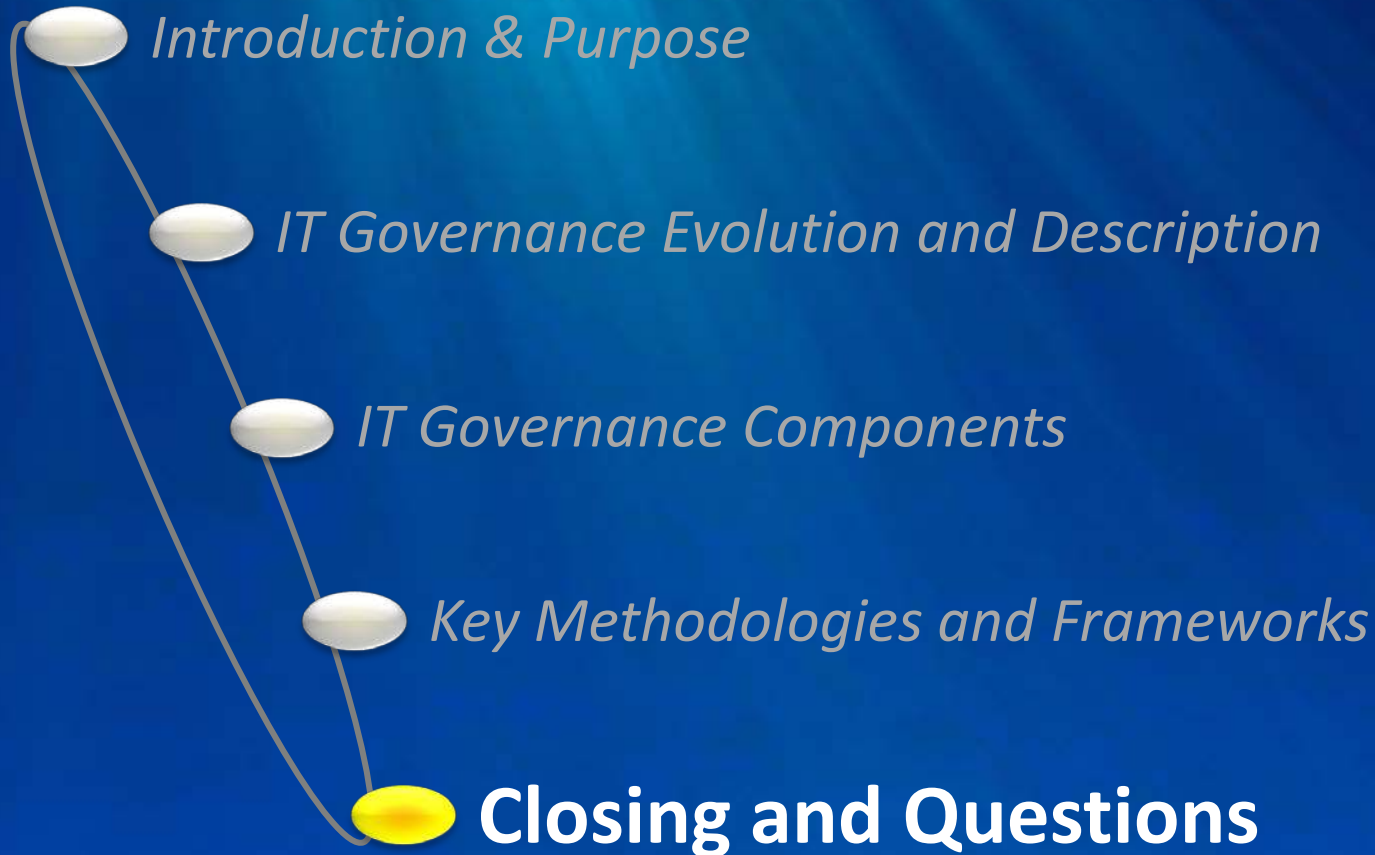 Introduction & Purpose
IT Governance Evolution and Description
IT Governance Components
Key Methodologies and Frameworks
Closing and Questions